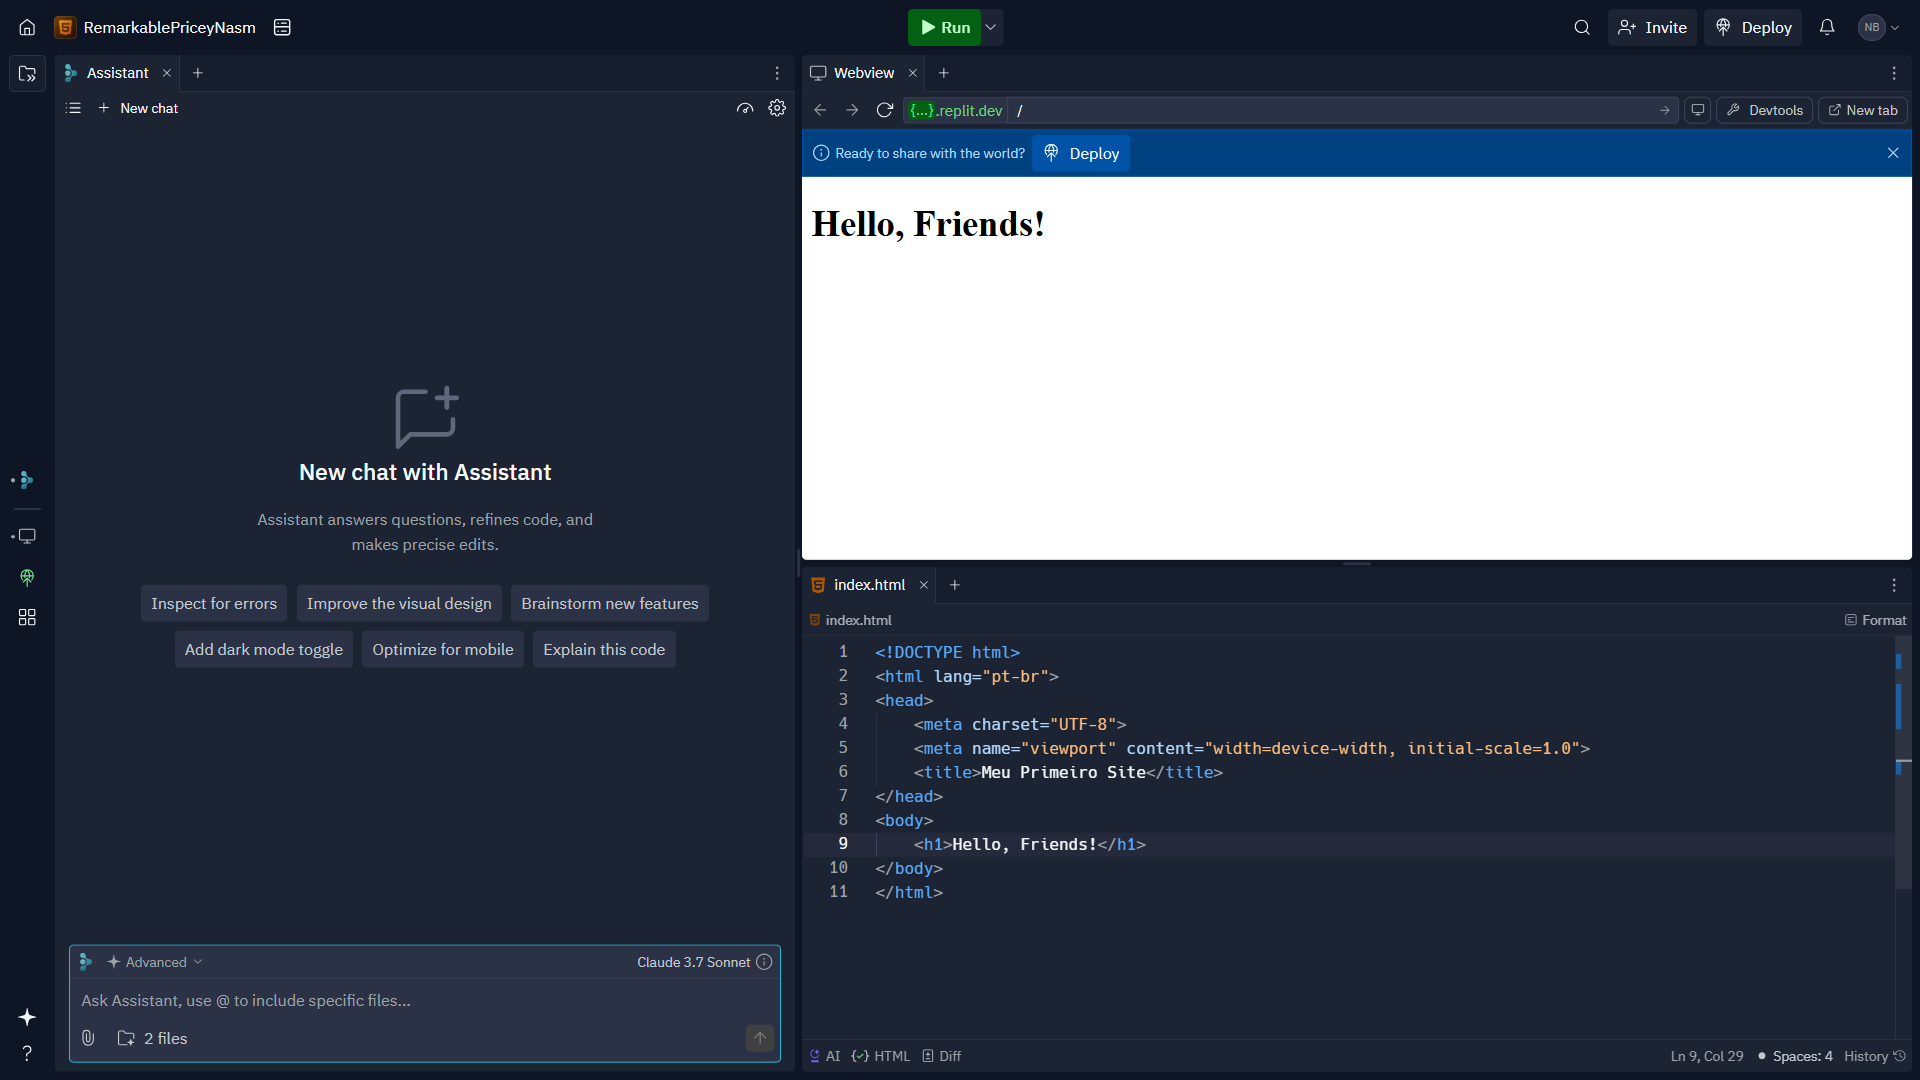 RemarkablePriceyNasm
Run
Invite
Deploy
NB
Assistant
New chat
New chat with Assistant
Assistant answers questions, refines code, and
makes precise edits.
Inspect for errors
Improve the visual design
Brainstorm new features
Add dark mode toggle
Optimize for mobile
Explain this code
Advanced
Claude 3.7 Sonnet
Ask Assistant, use @ to include specific files...
2 files
Webview
{...}.replit.dev
/
Devtools
New tab
Ready to share with the world?
Deploy
Hello, Friends!
index.html
index.html
Format
1 <!DOCTYPE html>
2 <html lang="pt-br">
3 <head>
4 <meta charset="UTF-8">
5 <meta name="viewport" content="width=device-width, initial-scale=1.0">
6 <title>Meu Primeiro Site</title>
7 </head>
8 <body>
9 <h1>Hello, Friends!</h1>
10 </body>
11 </html>
AI
HTML
Diff
Ln 9, Col 29
Spaces: 4
History